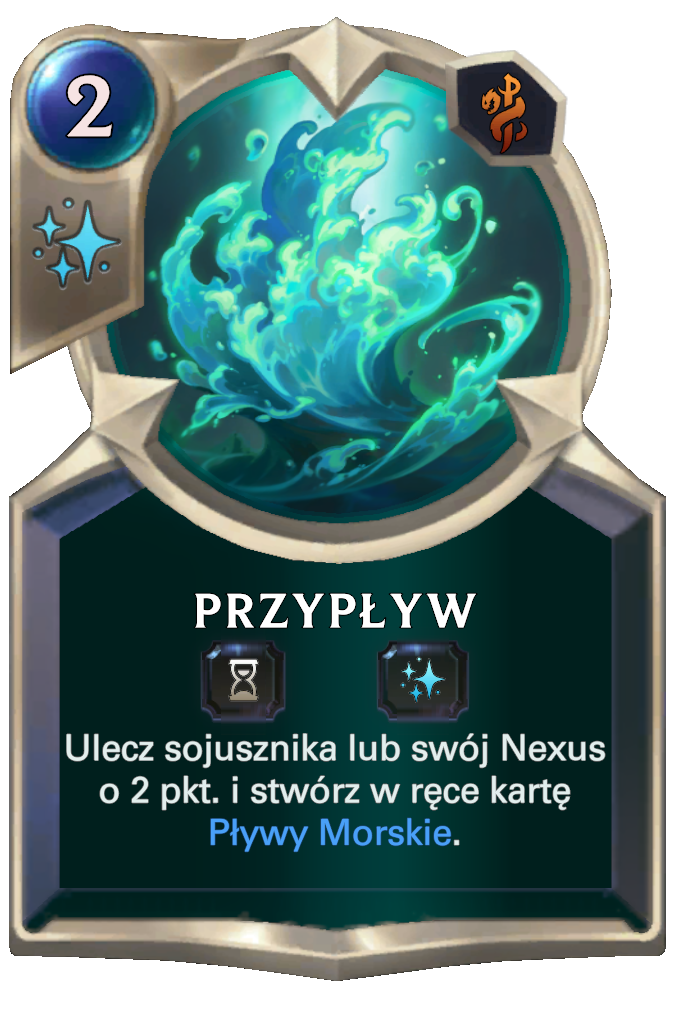 2
PRZYPŁYW
Ulecz sojusznika lub swój Nexus
o 2 pkt. i stwórz w ręce kartę
Pływy Morskie.